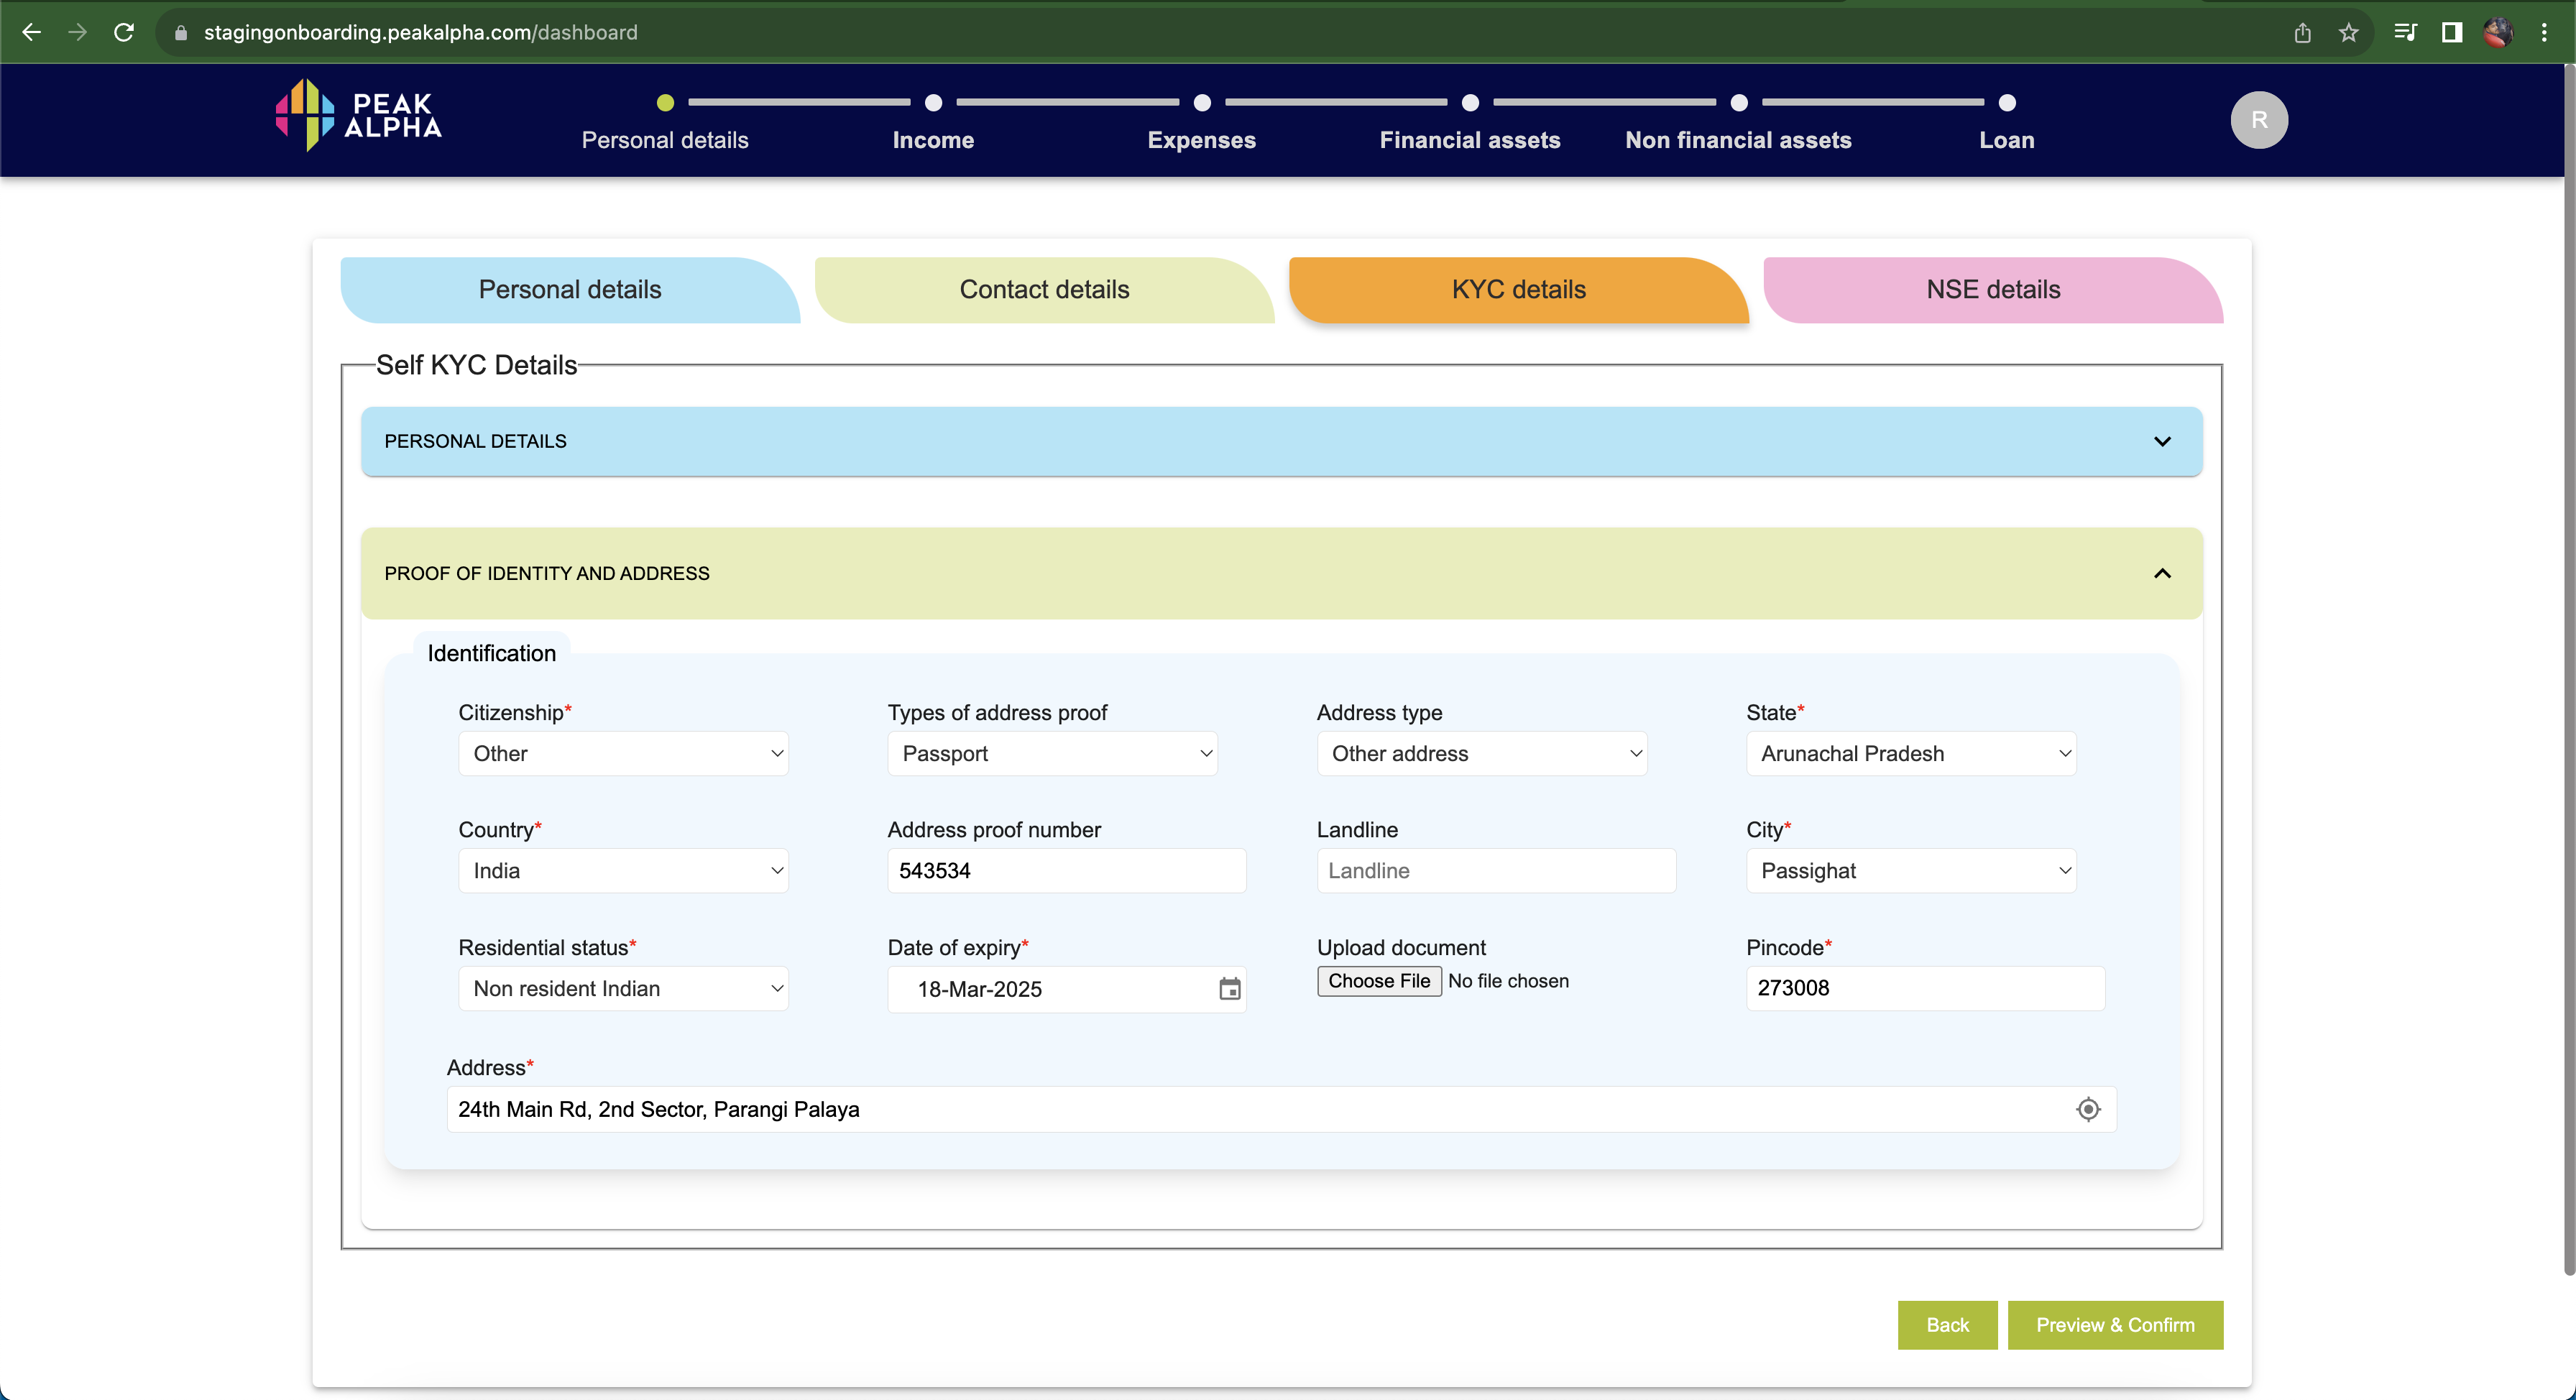 stagingonboarding.peakalpha.com/dashboard
PEAK
ALPHA
Personal details
Income
Expenses
Financial assets
Non financial assets
Loan
R
Personal details
Contact details
KYC details
NSE details
Self KYC Details
PERSONAL DETAILS
PROOF OF IDENTITY AND ADDRESS
Identification
Citizenship*
Types of address proof
Address type
State*
Other
Passport
Other address
Arunachal Pradesh
Country*
Address proof number
Landline
City*
India
543534
Landline
Passighat
Residential status*
Date of expiry*
Upload document
Pincode*
Non resident Indian
18-Mar-2025
Choose File No file chosen
273008
Address*
24th Main Rd, 2nd Sector, Parangi Palaya
Back
Preview & Confirm